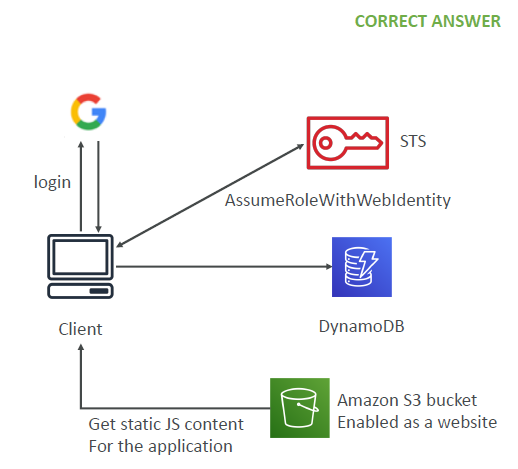 CORRECT ANSWER
STS
login
AssumeRoleWithWebIdentity
Client
DynamoDB
Amazon S3 bucket
Enabled as a website
Get static JS content
For the application